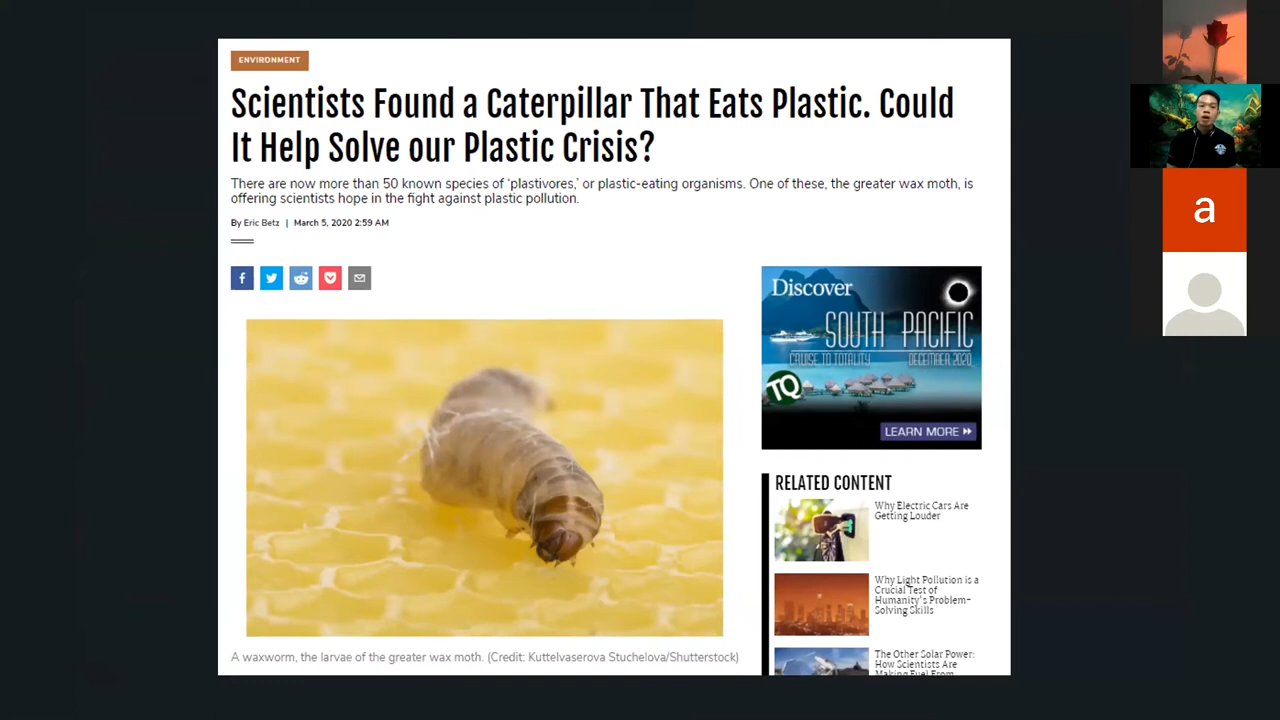 ENVIRONMENT
Scientists Found a Caterpillar That Eats Plastic. Could
It Help Solve our Plastic Crisis?
There are now more than 50 known species of 'plastivores,' or plastic-eating organisms. One of these, the greater wax moth, is
offering scientists hope in the fight against plastic pollution.
By Eric Betz | March 5, 2020 2:59 AM
Discover
SOUTH PACIFIC
CRUISE TO TOTALITY DECEMBER 2020
TQ
LEARN MORE
RELATED CONTENT
Why Electric Cars Are
Getting Louder
Why Light Pollution is a
Crucial Test of
Humanity's Problem-
Solving Skills
The Other Solar Power:
How Scientists Are
Making Fuel From
A waxworm, the larvae of the greater wax moth. (Credit: Kuttelvaserova Stuchelova/Shutterstock)
a